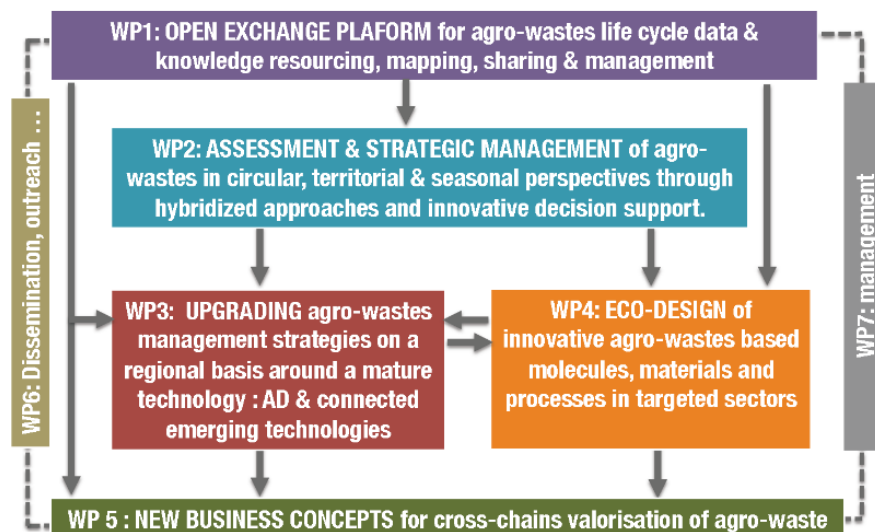 WP1: OPEN EXCHANGE PLAFORM for agro-wastes life cycle data &
knowledge resourcing, mapping, sharing & management
WP6: Dissemination, outreach ...
WP2: ASSESSMENT & STRATEGIC MANAGEMENT of agro-
wastes in circular, territorial & seasonal perspectives through
hybridized approaches and innovative decision support.
WP7: management
WP3: UPGRADING agro-wastes
management strategies on a
regional basis around a mature
technology : AD & connected
emerging technologies
WP4: ECO-DESIGN of
innovative agro-wastes based
molecules, materials and
processes in targeted sectors
WP 5 : NEW BUSINESS CONCEPTS for cross-chains valorisation of agro-waste